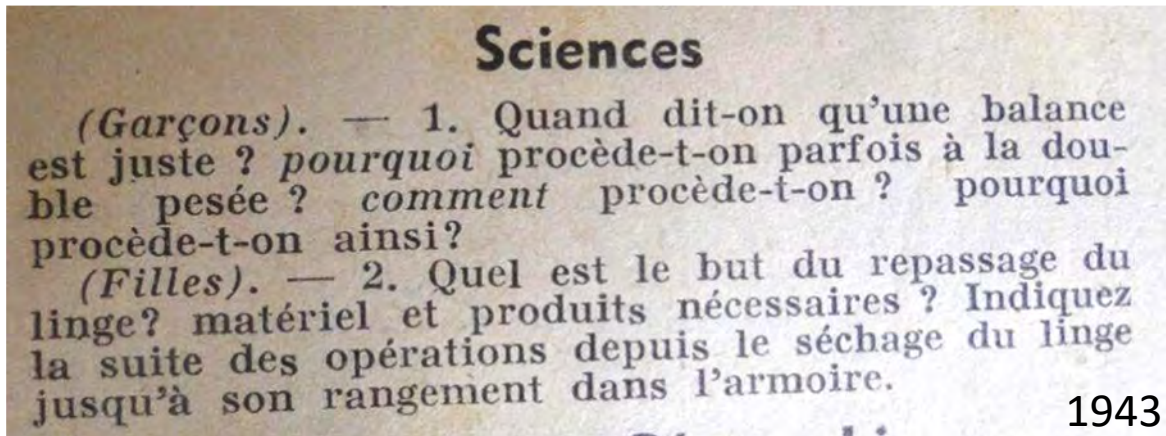 Sciences
(Garçons). — 1. Quand dit-on qu'une balance
est juste ? pourquoi procède-t-on parfois à la dou-
ble pesée ? comment procède-t-on ? pourquoi
procède-t-on ainsi?
(Filles). — 2. Quel est le but du repassage du
linge? matériel et produits nécessaires ? Indiquez
la suite des opérations depuis le séchage du linge
jusqu'à son rangement dans l'armoire.
1943